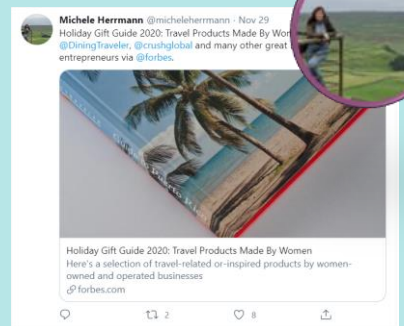 Michele Herrmann @micheleherrmann · Nov 29
Holiday Gift Guide 2020: Travel Products Made By
@DiningTraveler, @crushglobal and many other great
entrepreneurs via @forbes.
Puerto Rico
Holiday Gift Guide 2020: Travel Products Made By Women
Here's a selection of travel-related or-inspired products by women-
owned and operated businesses
forbes.com
2
8